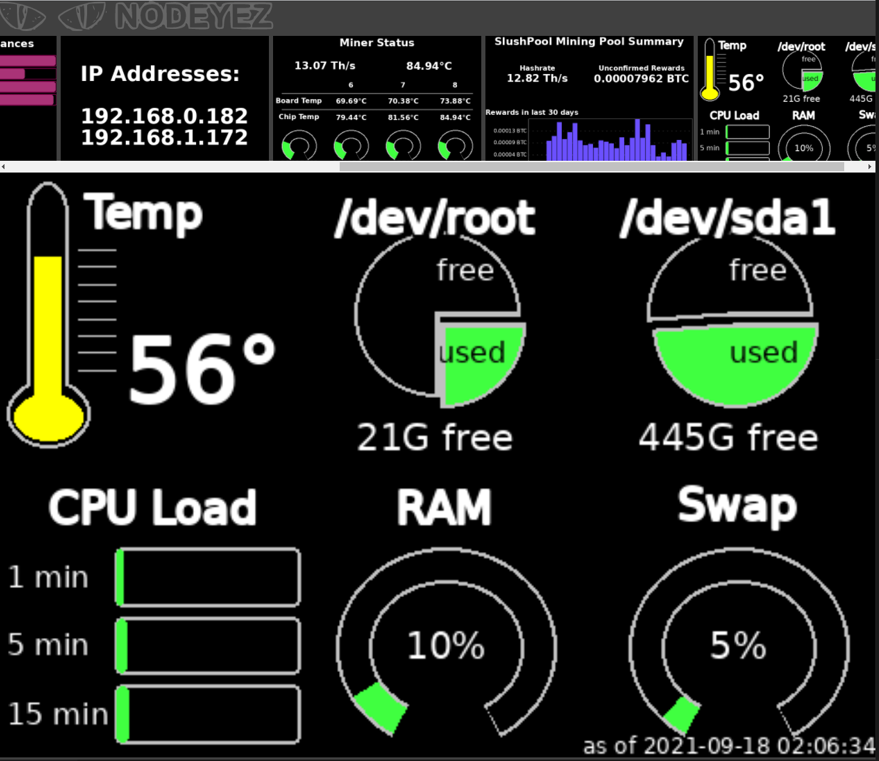 NODEYEZ
ances
IP Addresses:
192.168.0.182
192.168.1.172
Miner Status
13.07 Th/s 84.94°C
6 7 8
Board Temp 69.69°C 70.38°C 73.88°C
Chip Temp 79.44°C 81.56°C 84.94°C
SlushPool Mining Pool Summary
Hashrate Unconfirmed Rewards
12.82 Th/s 0.00007962 BTC
Rewards in last 30 days
0.00013 BTC
0.00009 BTC
0.00004 BTC
Temp /dev/root /dev/s
free free
56° used used
21G free 445G
CPU Load RAM Swa
1 min
5 min 10% 5%
Temp /dev/root /dev/sda1
free free
56° used used
21G free 445G free
CPU Load RAM Swap
1 min
5 min 10% 5%
15 min
as of 2021-09-18 02:06:34